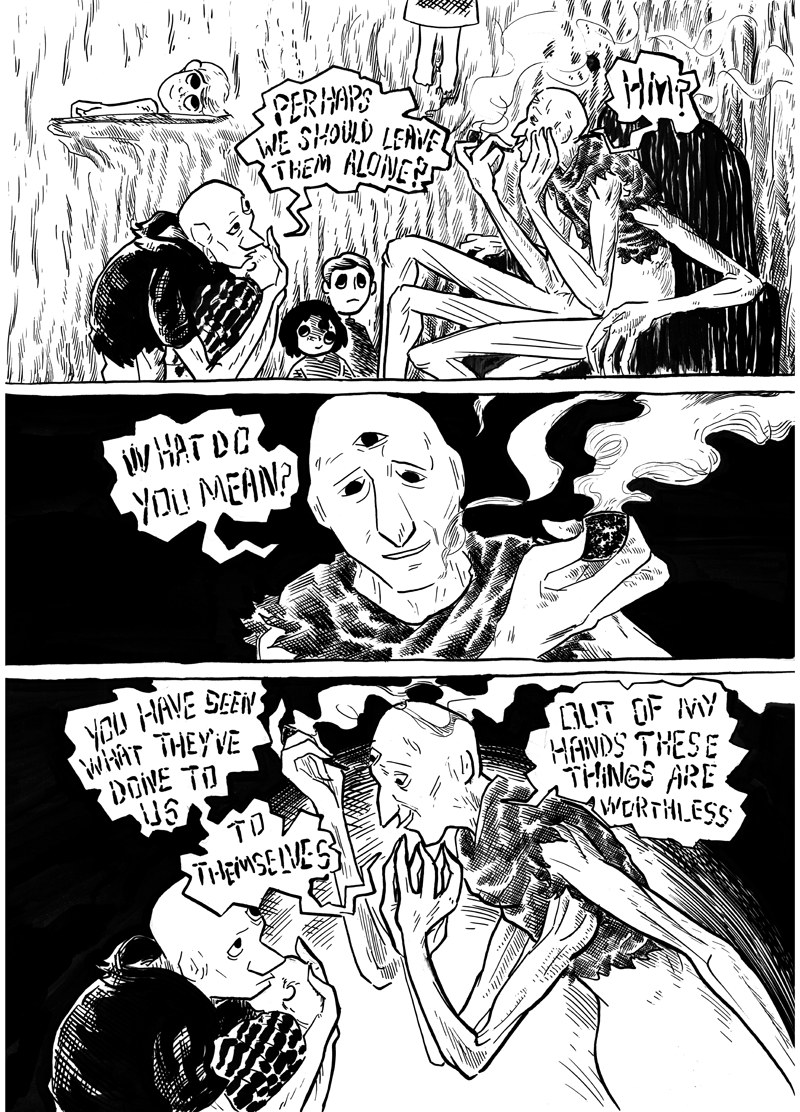 PERHAPS
WE SHOULD LEAVE
THEM ALONE?
HM?
WHAT DO
YOU MEAN?
YOU HAVE SEEN
WHAT THEY'VE
DONE TO
US
TO
THEMSELVES
OUT OF MY
HANDS THESE
THINGS ARE
WORTHLESS